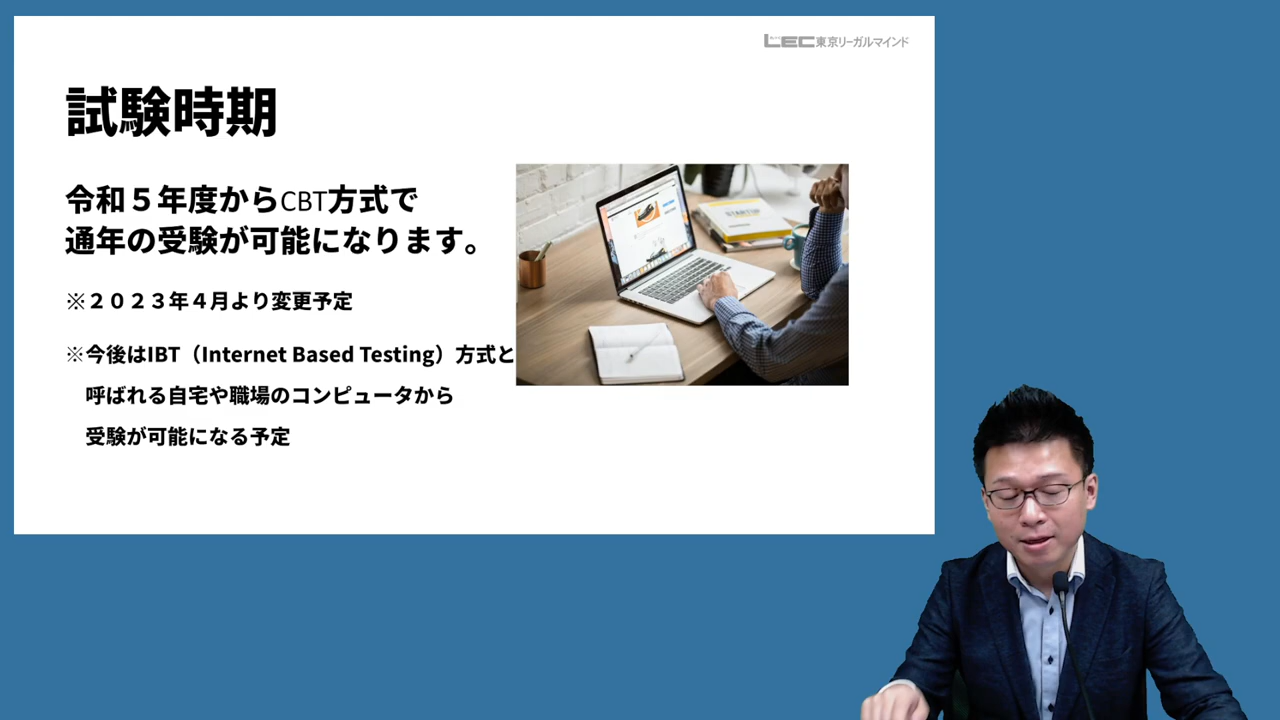 LEC東京リーガルマインド
試験時期
令和５年度からCBT方式で
通年の受験が可能になります。
※２０２３年４月より変更予定
※今後はIBT（Internet Based Testing）方式と
呼ばれる自宅や職場のコンピュータから
受験が可能になる予定
STARTUP